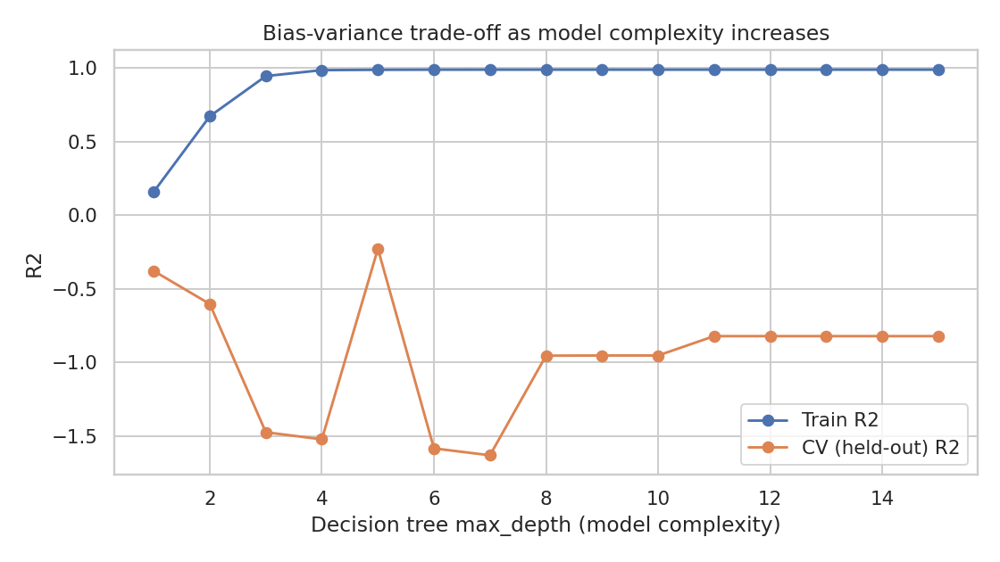 Bias-variance trade-off as model complexity increases
1.0
0.5
0.0
−0.5
−1.0
−1.5
R2
2 4 6 8 10 12 14
Decision tree max_depth (model complexity)
Train R2
CV (held-out) R2